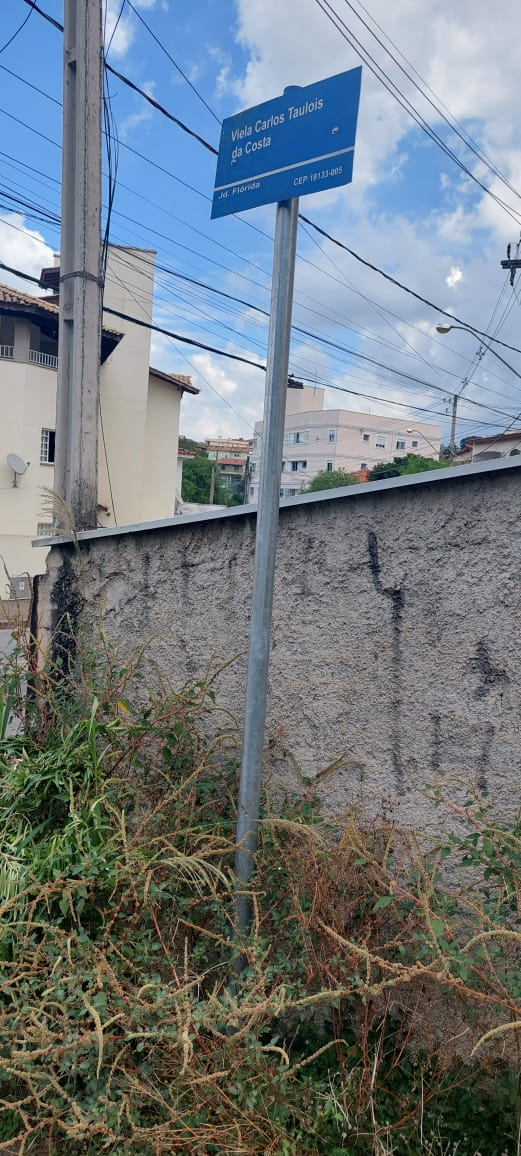 Viela Carlos Taulois
da Costa
Jd. Flórida CEP:18133-005